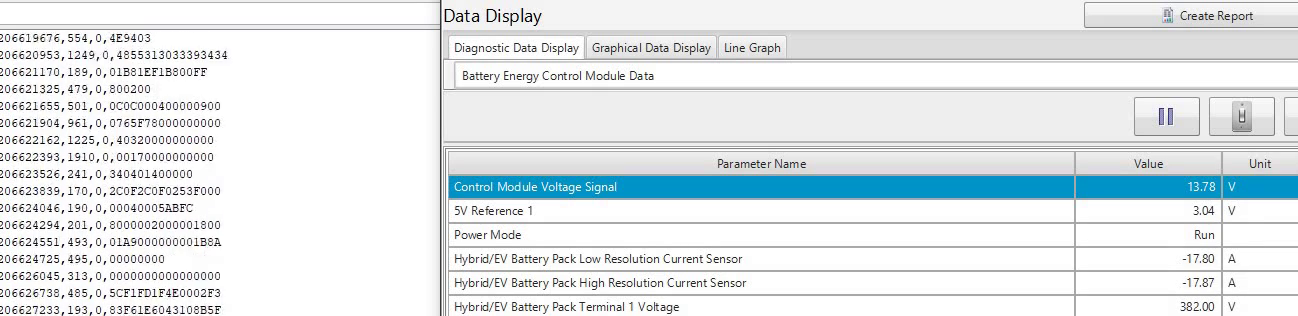 206619676,554,0,4E9403
206620953,1249,0,4855313033393434
206621170,189,0,01B81EF1B800FF
206621325,479,0,800200
206621655,501,0,0C0C000400000900
206621904,961,0,0765F78000000000
206622162,1225,0,40320000000000
206622393,1910,0,00170000000000
206623526,241,0,340401400000
206623839,170,0,2C0F2C0F0253F000
206624046,190,0,00040005ABFC
206624294,201,0,8000002000001800
206624551,493,0,01A9000000001B8A
206624725,495,0,00000000
206626045,313,0,0000000000000000
206626738,485,0,5CF1FD1F4E0002F3
206627233,193,0,83F61E6043108B5F
Data Display
Create Report
Diagnostic Data Display Graphical Data Display Line Graph
Battery Energy Control Module Data
Parameter Name Value Unit
Control Module Voltage Signal 13.78 V
5V Reference 1 3.04 V
Power Mode Run
Hybrid/EV Battery Pack Low Resolution Current Sensor -17.80 A
Hybrid/EV Battery Pack High Resolution Current Sensor -17.87 A
Hybrid/EV Battery Pack Terminal 1 Voltage 382.00 V